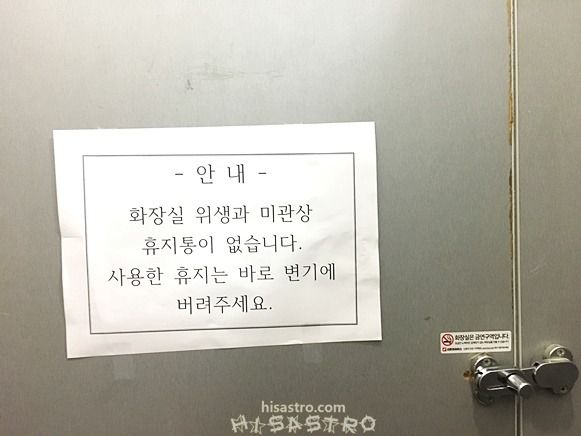 - 안 내 -
화장실 위생과 미관상
휴지통이 없습니다.
사용한 휴지는 바로 변기에
버려주세요.
화장실은 금연구역입니다.
hisastro.com
HiSASTRO